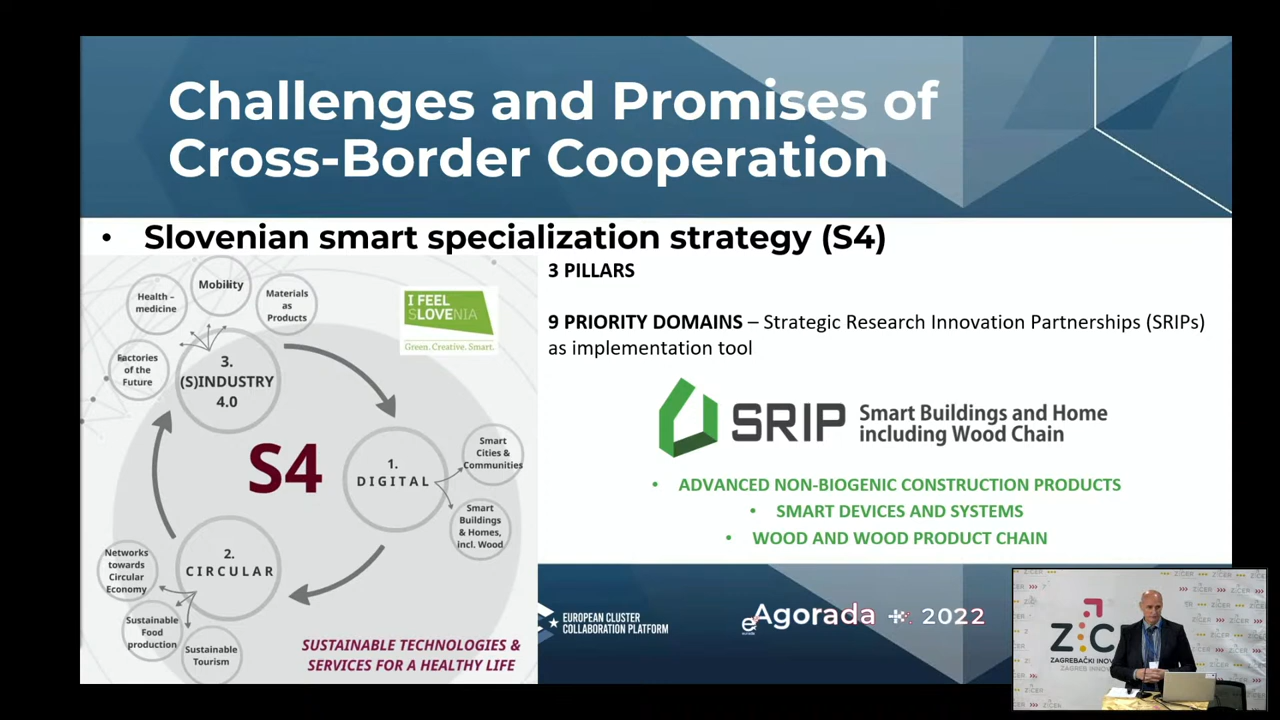 Challenges and Promises of
Cross-Border Cooperation
• Slovenian smart specialization strategy (S4)
3 PILLARS
9 PRIORITY DOMAINS – Strategic Research Innovation Partnerships (SRIPs)
as implementation tool
SRIP Smart Buildings and Home
including Wood Chain
• ADVANCED NON-BIOGENIC CONSTRUCTION PRODUCTS
• SMART DEVICES AND SYSTEMS
• WOOD AND WOOD PRODUCT CHAIN
Mobility
Health –
medicine
Materials
as
Products
Factories
of the
Future
3.
(S)INDUSTRY
4.0
I FEEL
SLOVENIA
Green. Creative. Smart.
S4
1.
DIGITAL
Smart
Cities &
Communities
Smart
Buildings
& Homes,
incl. Wood
2.
CIRCULAR
Networks
towards
Circular
Economy
Sustainable
Food
production
Sustainable
Tourism
SUSTAINABLE TECHNOLOGIES &
SERVICES FOR A HEALTHY LIFE
EUROPEAN CLUSTER
COLLABORATION PLATFORM
eAgorada + 2022
ZAGREBAČKI INOV
ZAGREB INNOV